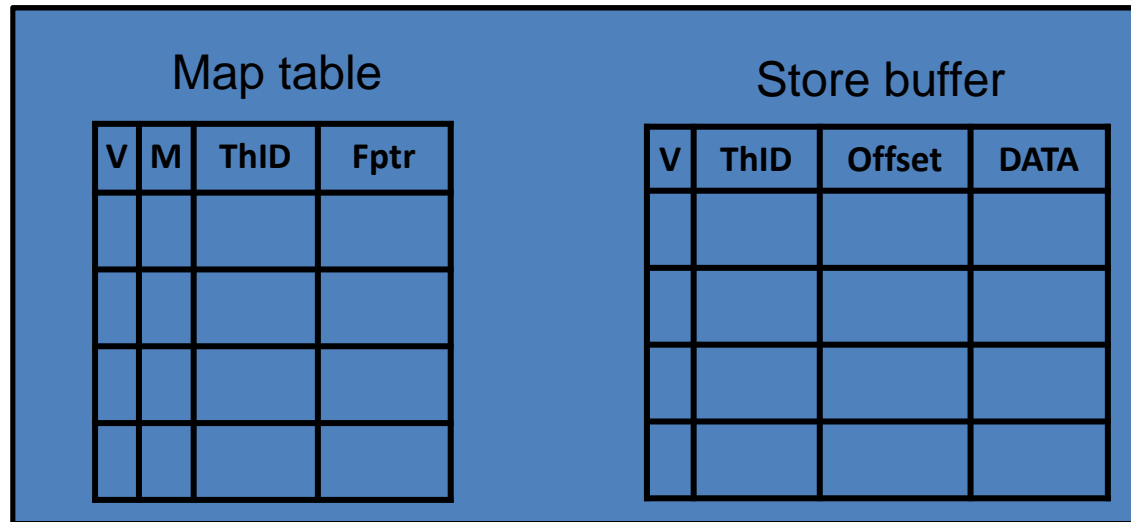 Map table
V M ThID Fptr
Store buffer
V ThID Offset DATA